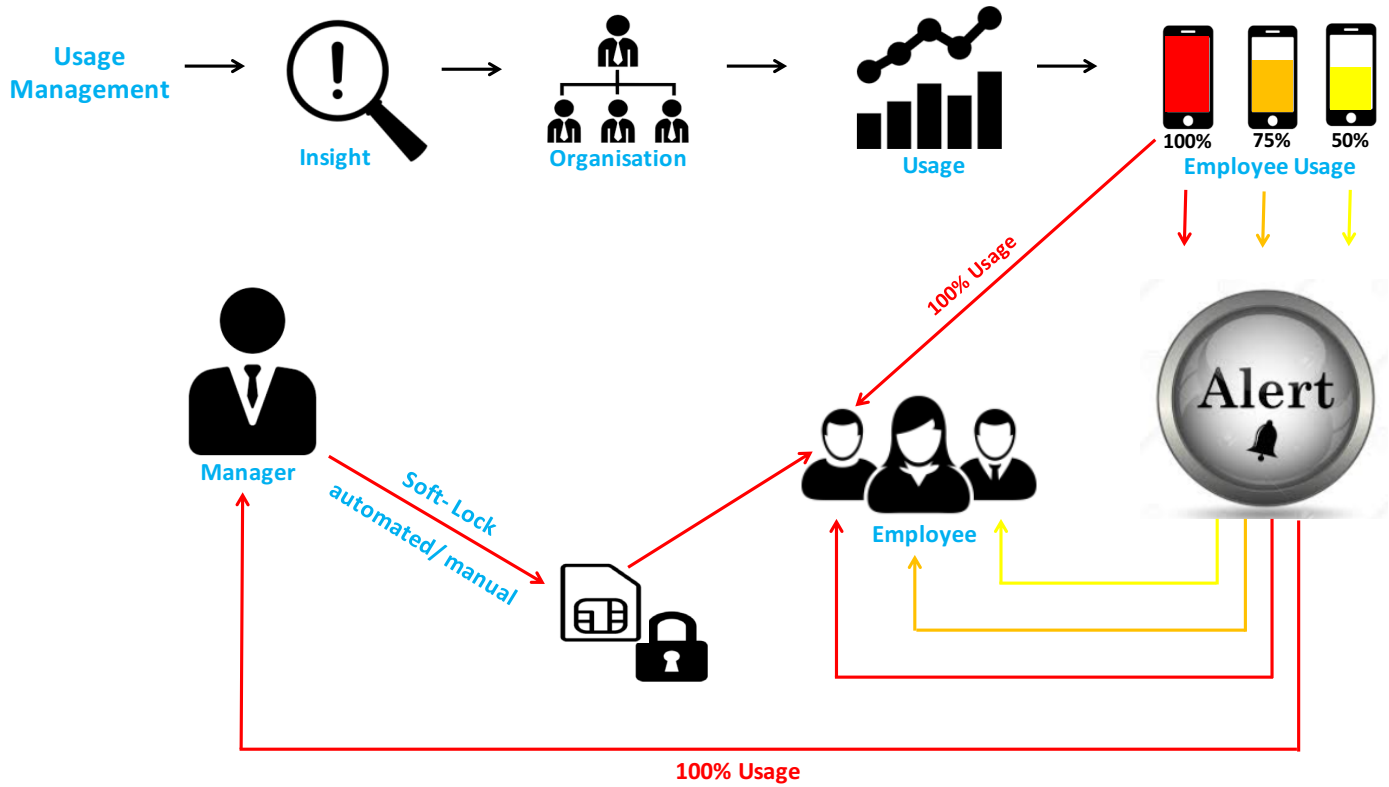 Usage
Management
Insight
Organisation
Usage
100%
75%
50%
Employee Usage
100% Usage
Alert
Manager
Soft- Lock
automated/ manual
Employee
100% Usage